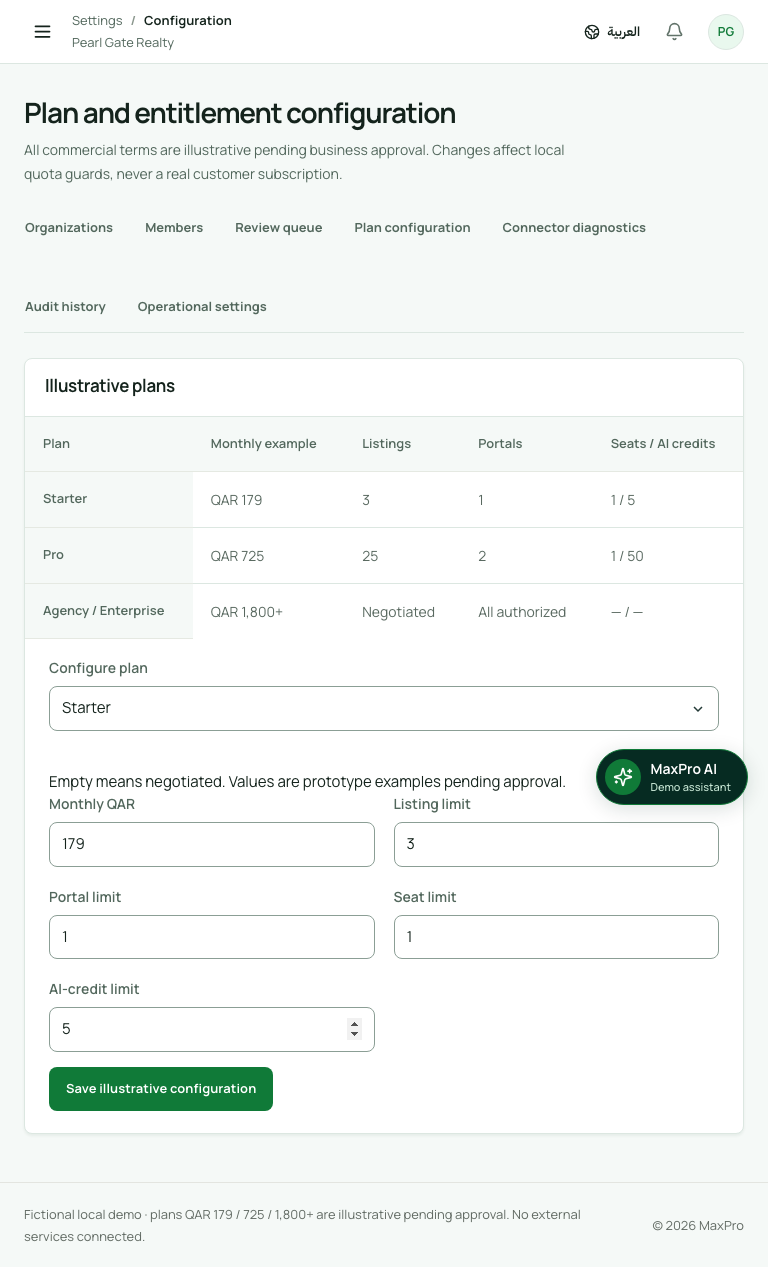 Settings / Configuration
Pearl Gate Realty
العربية
PG
Plan and entitlement configuration
All commercial terms are illustrative pending business approval. Changes affect local
quota guards, never a real customer subscription.
Organizations Members Review queue Plan configuration Connector diagnostics
Audit history Operational settings
Illustrative plans
Plan Monthly example Listings Portals Seats / AI credits
Starter QAR 179 3 1 1 / 5
Pro QAR 725 25 2 1 / 50
Agency / Enterprise QAR 1,800+ Negotiated All authorized — / —
Configure plan
Starter
MaxPro AI
Demo assistant
Empty means negotiated. Values are prototype examples pending approval.
Monthly QAR Listing limit
179 3
Portal limit Seat limit
1 1
AI-credit limit
5
Save illustrative configuration
Fictional local demo · plans QAR 179 / 725 / 1,800+ are illustrative pending approval. No external
services connected.
© 2026 MaxPro